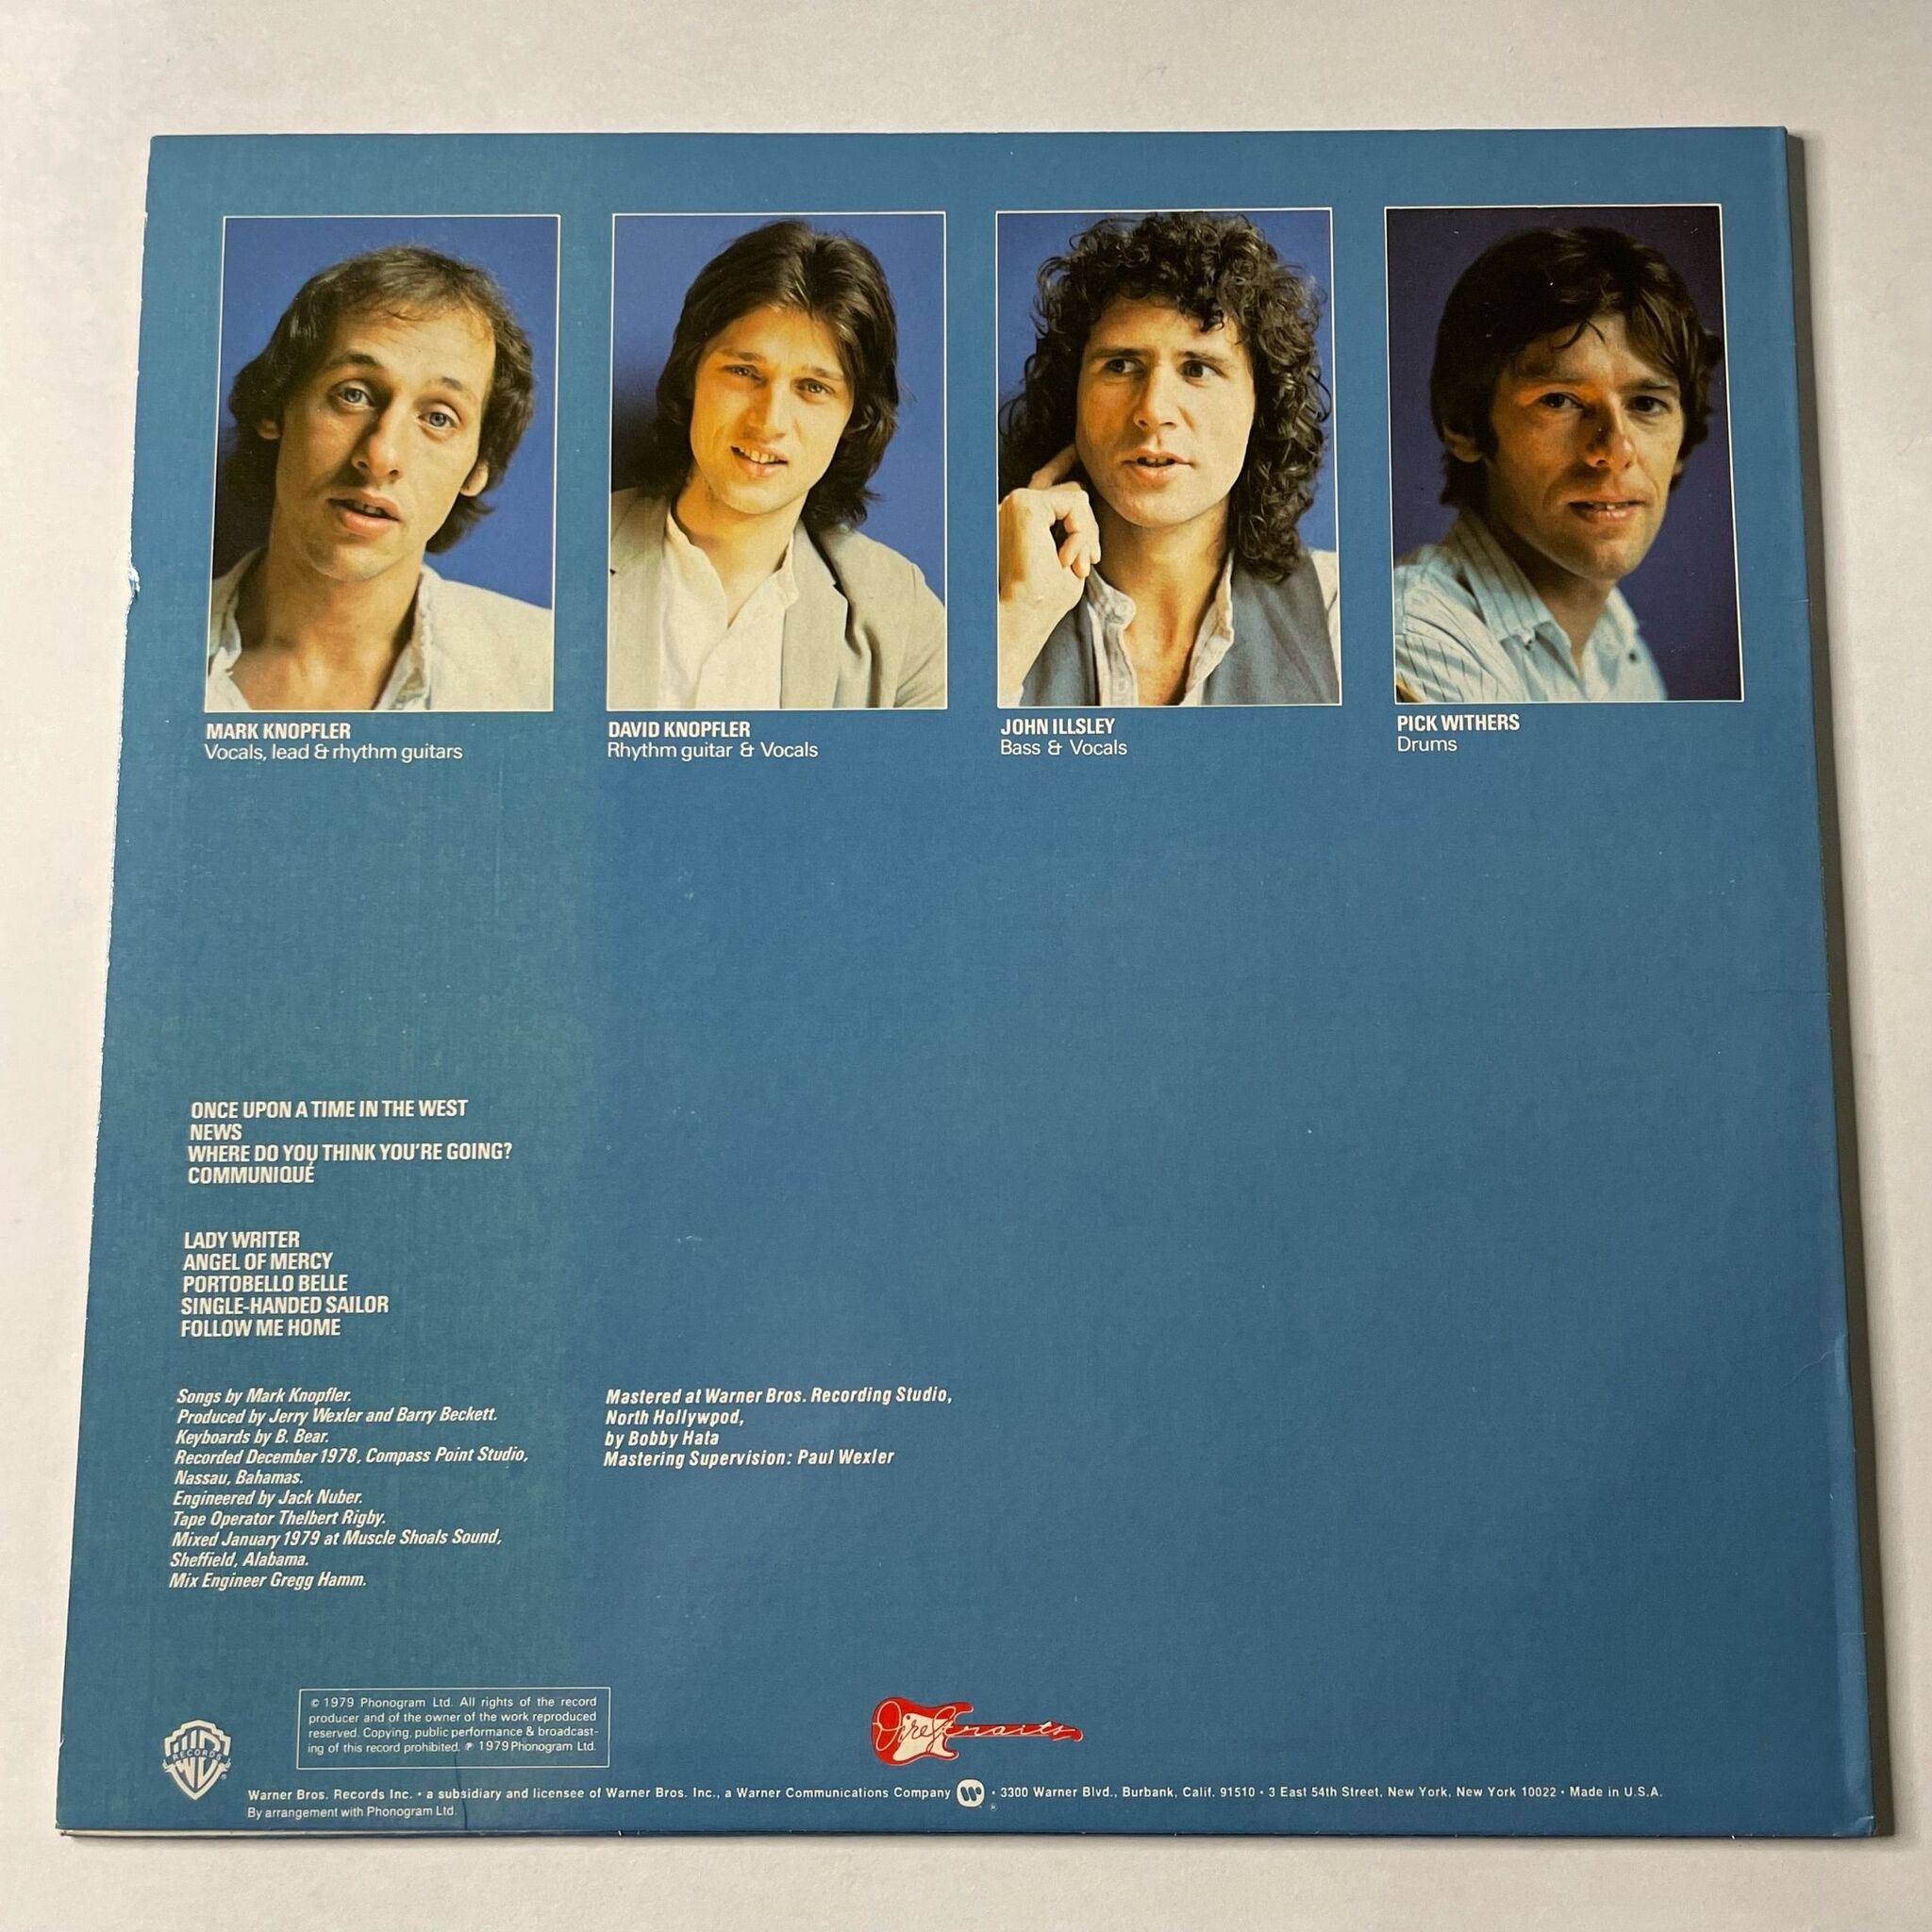 MARK KNOPFLER
Vocals, lead & rhythm guitars
DAVID KNOPFLER
Rhythm guitar & Vocals
JOHN ILLSLEY
Bass & Vocals
PICK WITHERS
Drums
ONCE UPON A TIME IN THE WEST
NEWS
WHERE DO YOU THINK YOU'RE GOING?
COMMUNIQUÉ
LADY WRITER
ANGEL OF MERCY
PORTOBELLO BELLE
SINGLE-HANDED SAILOR
FOLLOW ME HOME
Songs by Mark Knopfler.
Produced by Jerry Wexler and Barry Beckett.
Keyboards by B. Bear.
Recorded December 1978, Compass Point Studio,
Nassau, Bahamas.
Engineered by Jack Nuber.
Tape Operator Thelbert Rigby.
Mixed January 1979 at Muscle Shoals Sound,
Sheffield, Alabama.
Mix Engineer Gregg Hamm.
Mastered at Warner Bros. Recording Studio,
North Hollywood,
by Bobby Hata
Mastering Supervision: Paul Wexler
© 1979 Phonogram Ltd. All rights of the record
producer and of the owner of the work reproduced
reserved. Copying, public performance & broadcast-
ing of this record prohibited. ℗ 1979 Phonogram Ltd.
WB RECORDS ®
Dire Straits
Warner Bros. Records Inc. • a subsidiary and licensee of Warner Bros. Inc., a Warner Communications Company W ® • 3300 Warner Blvd., Burbank, Calif. 91510 • 3 East 54th Street, New York, New York 10022 • Made in U.S.A.
By arrangement with Phonogram Ltd.